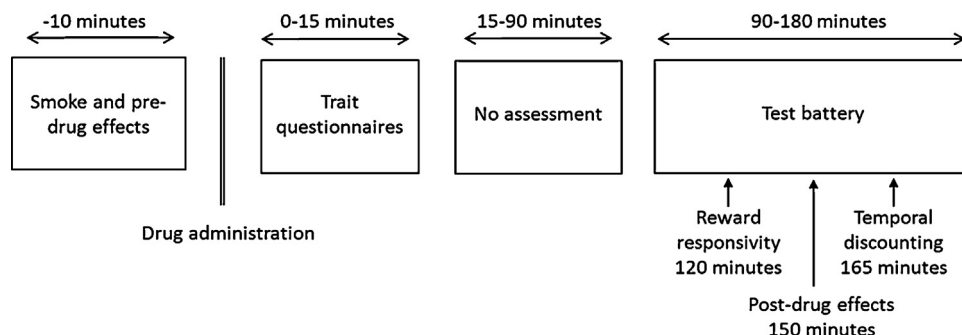 -10 minutes
0-15 minutes
15-90 minutes
90-180 minutes
Smoke and pre-
drug effects
Trait
questionnaires
No assessment
Test battery
Drug administration
Reward
responsivity
120 minutes
Temporal
discounting
165 minutes
Post-drug effects
150 minutes